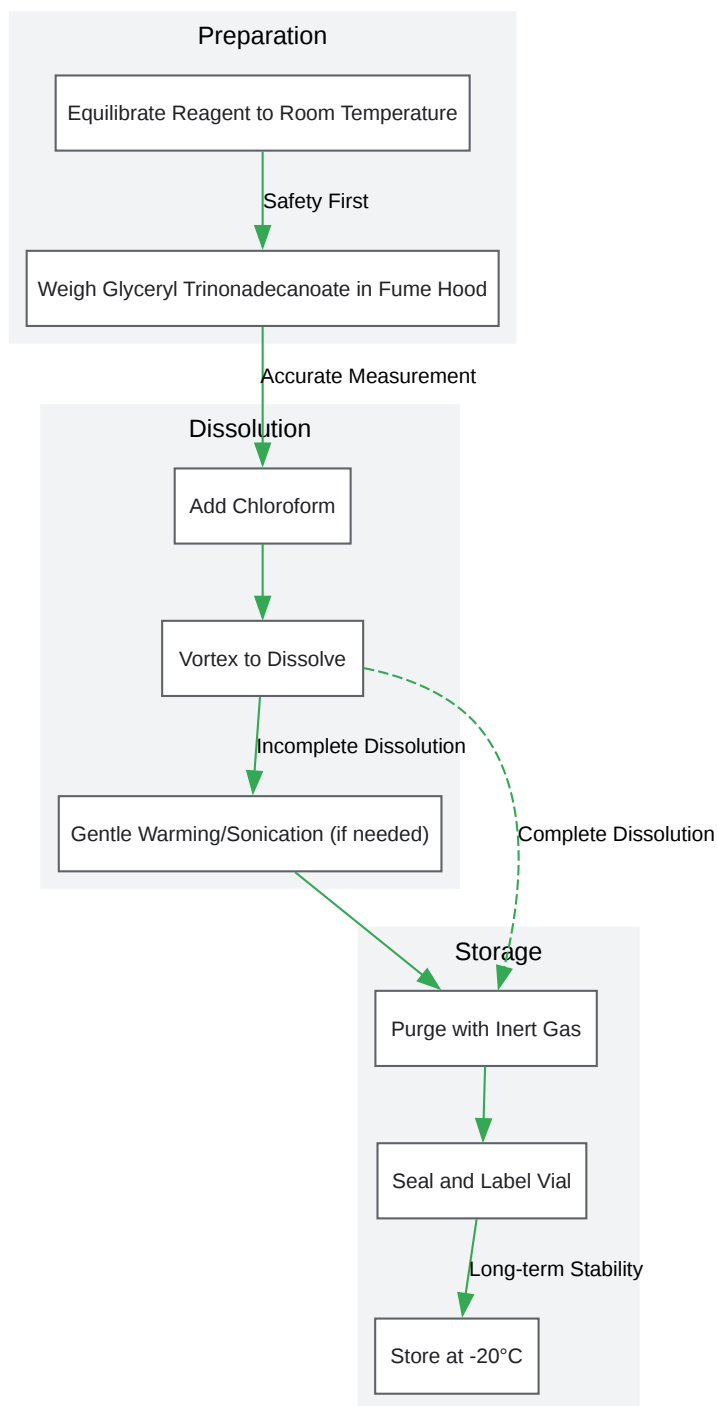 Preparation
Equilibrate Reagent to Room Temperature
Safety First
Weigh Glyceryl Trinonadecanoate in Fume Hood
Accurate Measurement
Dissolution
Add Chloroform
Vortex to Dissolve
Incomplete Dissolution
Gentle Warming/Sonication (if needed)
Complete Dissolution
Storage
Purge with Inert Gas
Seal and Label Vial
Long-term Stability
Store at -20°C